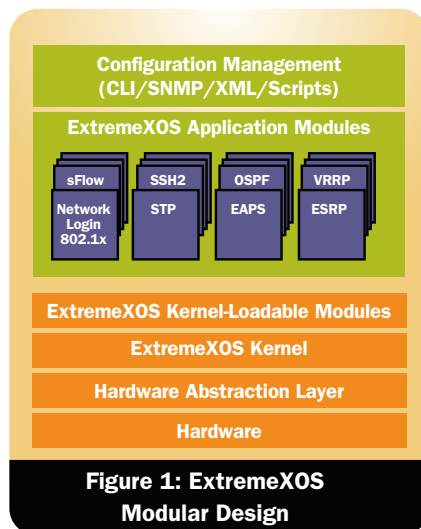 Configuration Management
(CLI/SNMP/XML/Scripts)
ExtremeXOS Application Modules
sFlow
SSH2
OSPF
VRRP
Network
Login
802.1x
STP
EAPS
ESRP
ExtremeXOS Kernel-Loadable Modules
ExtremeXOS Kernel
Hardware Abstraction Layer
Hardware
Figure 1: ExtremeXOS
Modular Design